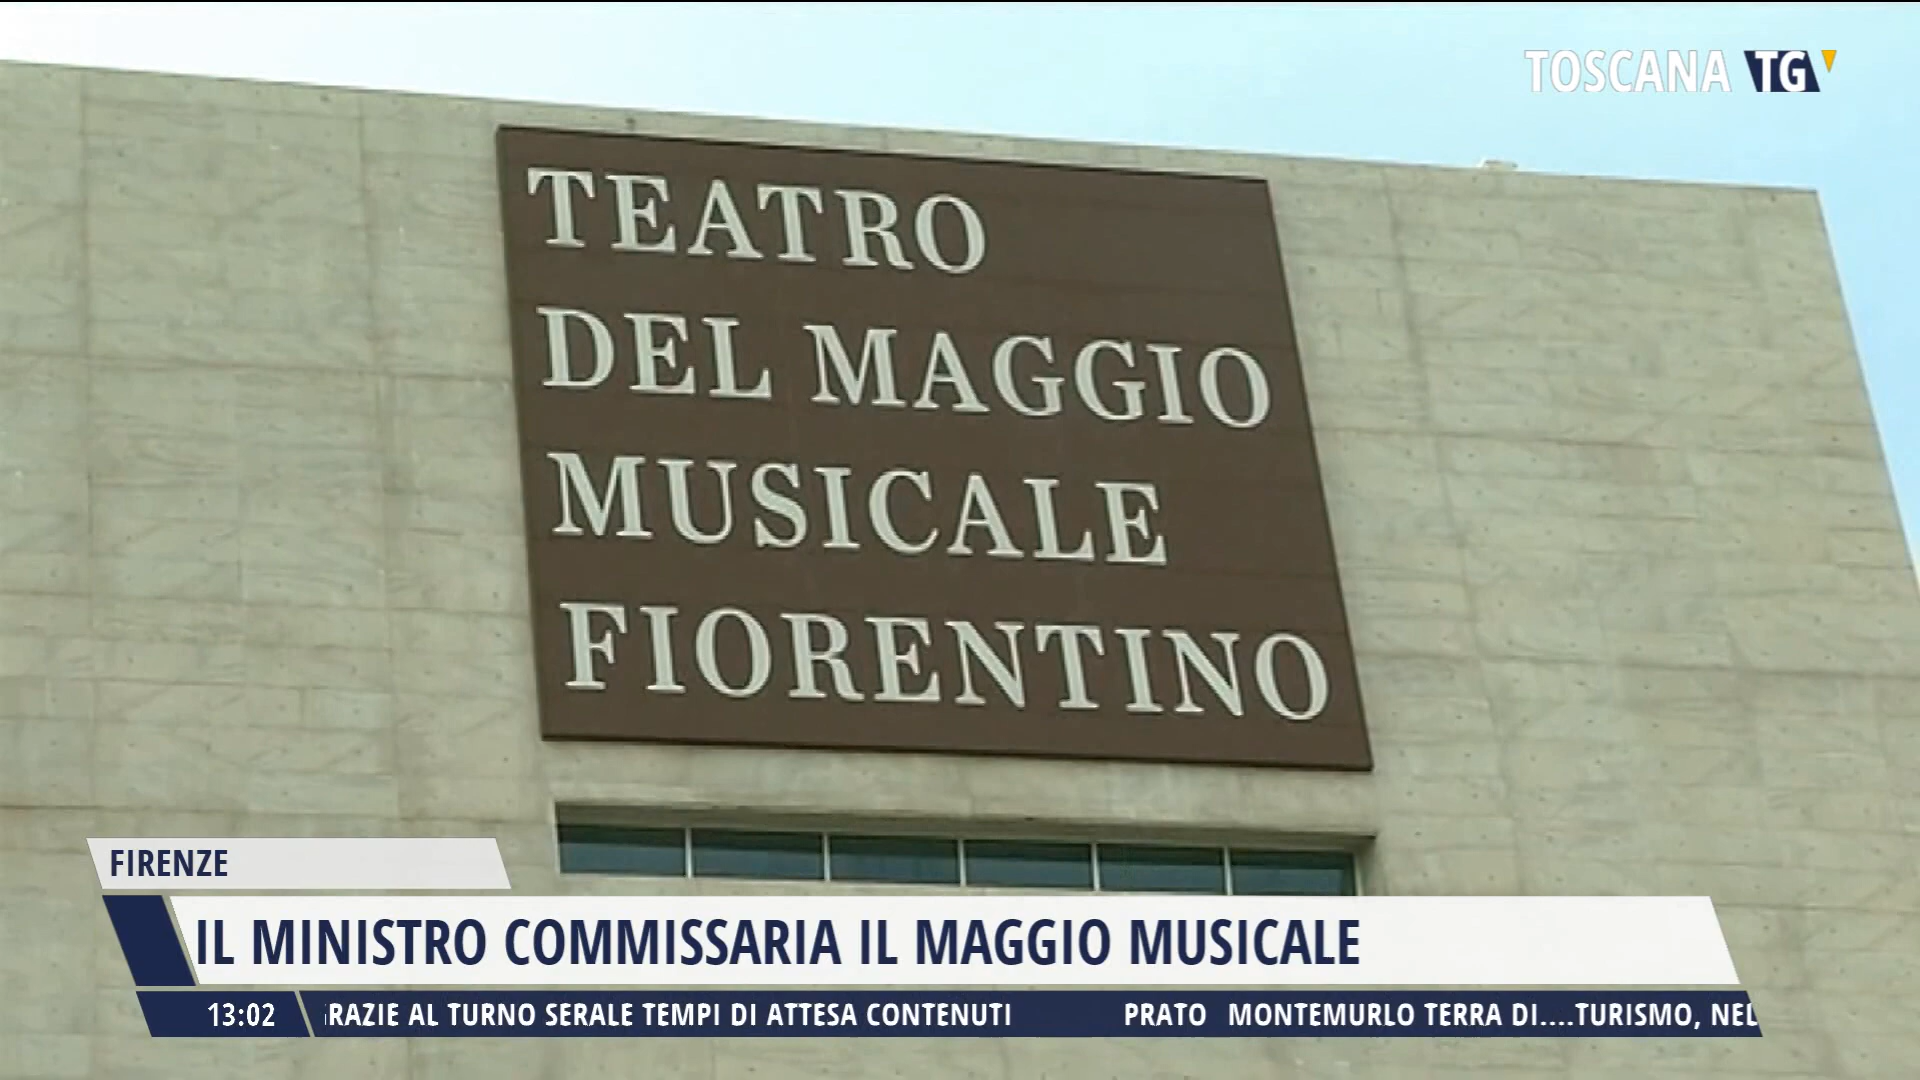 TOSCANA TG
TEATRO
DEL MAGGIO
MUSICALE
FIORENTINO
FIRENZE
IL MINISTRO COMMISSARIA IL MAGGIO MUSICALE
13:02 RAZIE AL TURNO SERALE TEMPI DI ATTESA CONTENUTI PRATO MONTEMURLO TERRA DI....TURISMO, NEL